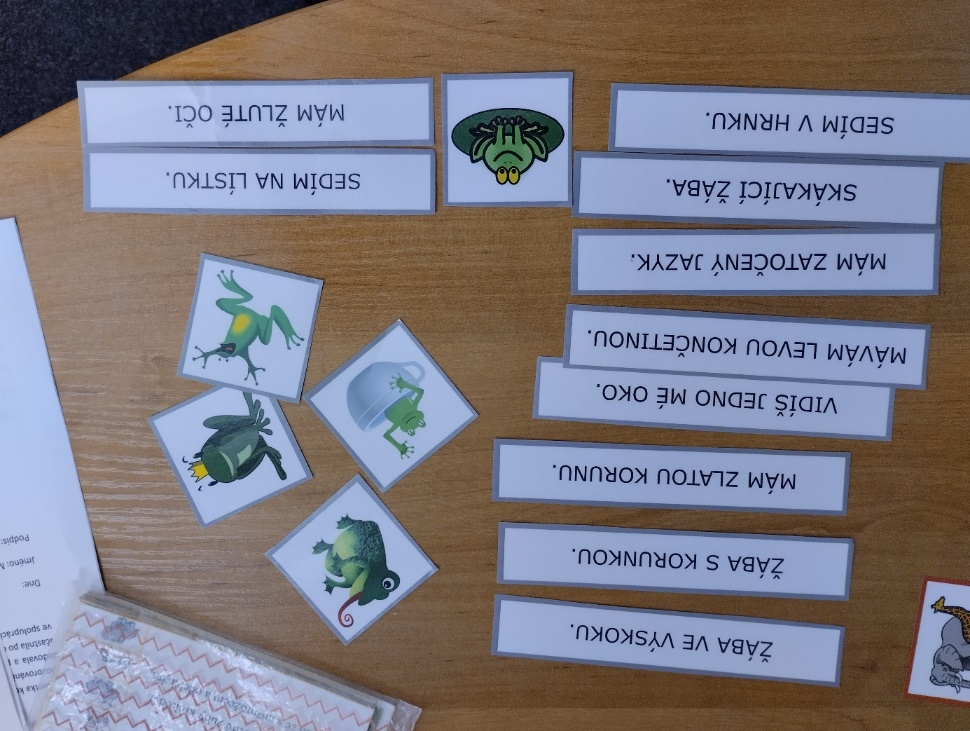 ŽÁBA VE VÝSKOKU.
ŽÁBA S KORUNKOU.
MÁM ZLATOU KORUNU.
VIDÍŠ JEDNO MÉ OKO.
MÁVÁM LEVOU KONČETINOU.
MÁM ZATOČENÝ JAZYK.
SKÁKAJÍCÍ ŽÁBA.
SEDÍM V HRNKU.
SEDÍM NA LÍSTKU.
MÁM ŽLUTÉ OČI.
Dne:
Jméno:
Podpis: